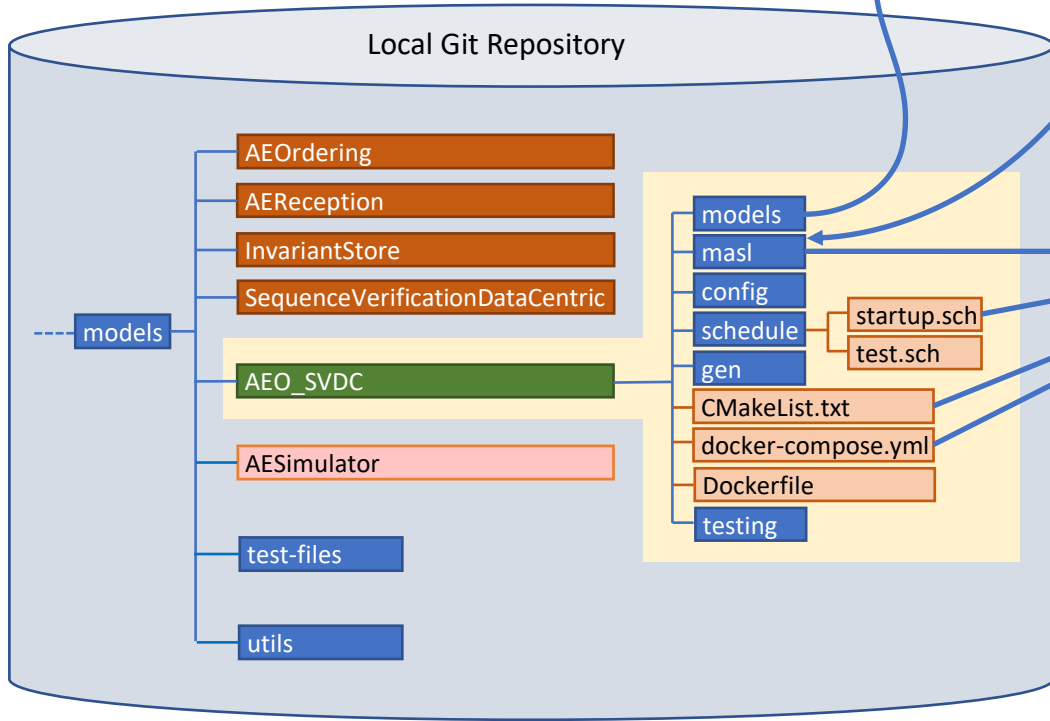 Local Git Repository
models
AEOrdering
AEReception
InvariantStore
SequenceVerificationDataCentric
AEO_SVDC
AESimulator
test-files
utils
models
masl
config
schedule
startup.sch
test.sch
gen
CMakeList.txt
docker-compose.yml
Dockerfile
testing